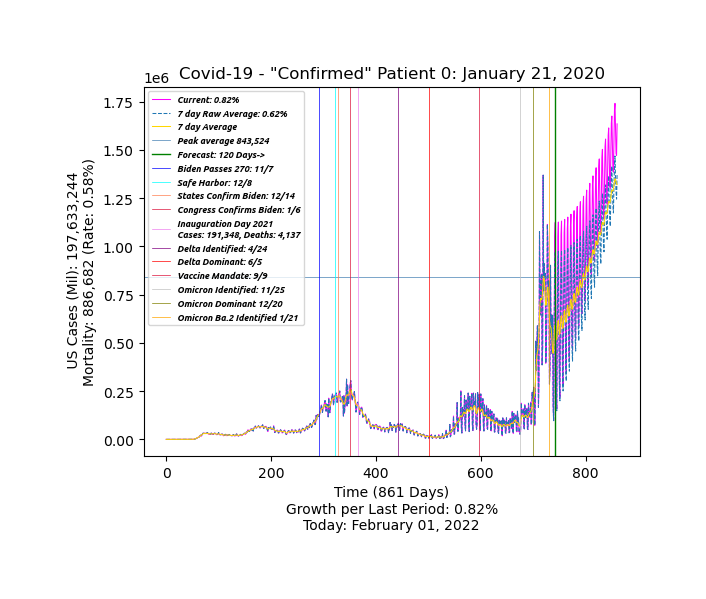 Covid-19 - "Confirmed" Patient 0: January 21, 2020
1e6
1.75
1.50
1.25
1.00
0.75
0.50
0.25
0.00
US Cases (Mil): 197,633,244
Mortality: 886,682 (Rate: 0.58%)
Current: 0.82%
7 day Raw Average: 0.62%
7 day Average
Peak average 843,524
Forecast: 120 Days->
Biden Passes 270: 11/7
Safe Harbor: 12/8
States Confirm Biden: 12/14
Congress Confirms Biden: 1/6
Inauguration Day 2021
Cases: 191,348, Deaths: 4,137
Delta Identified: 4/24
Delta Dominant: 6/5
Vaccine Mandate: 9/9
Omicron Identified: 11/25
Omicron Dominant 12/20
Omicron Ba.2 Identified 1/21
0 200 400 600 800
Time (861 Days)
Growth per Last Period: 0.82%
Today: February 01, 2022